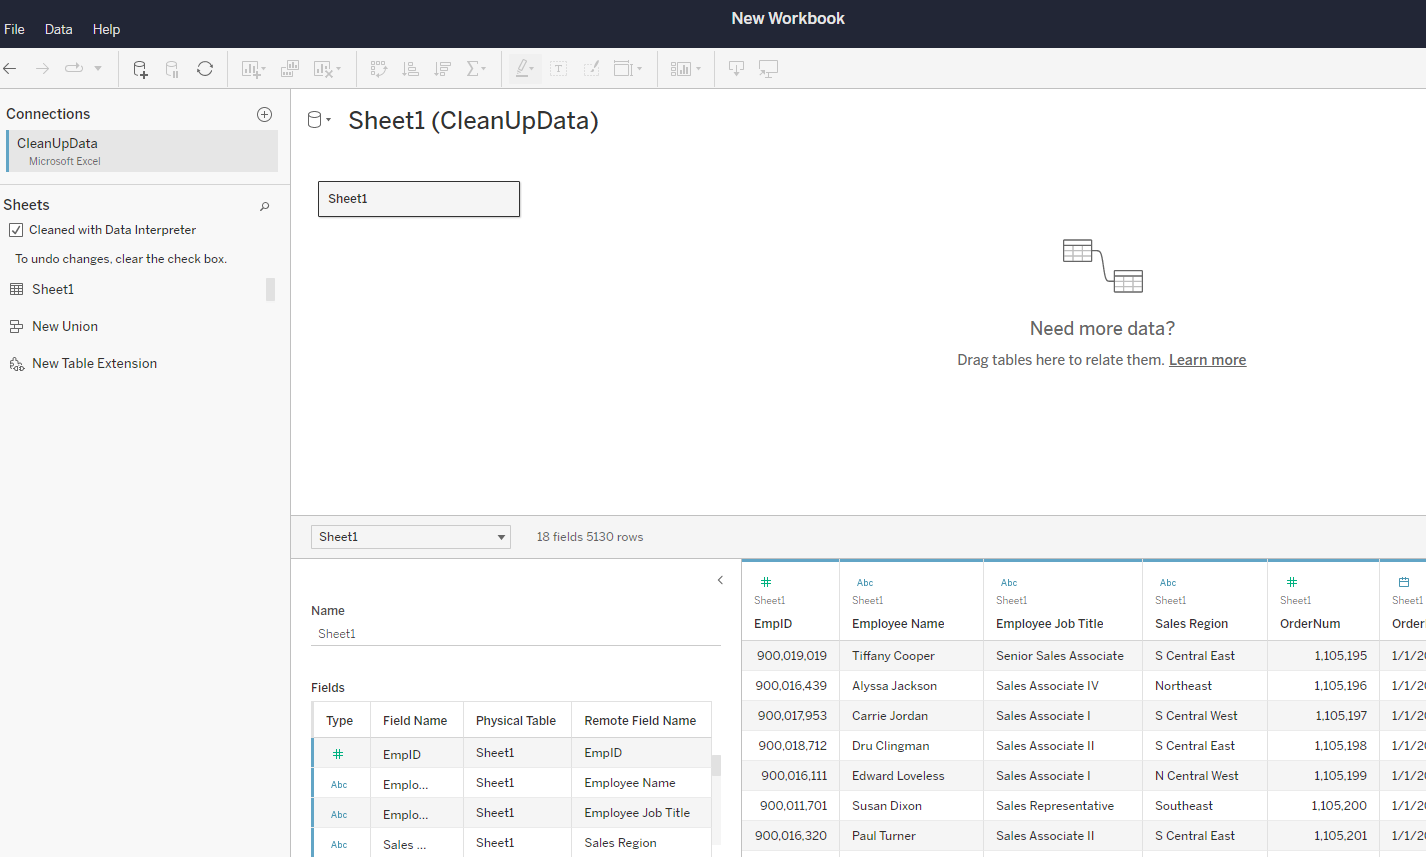 New Workbook
File Data Help
Connections
CleanUpData
Microsoft Excel
Sheets
Cleaned with Data Interpreter
To undo changes, clear the check box.
Sheet1
New Union
New Table Extension
Sheet1 (CleanUpData)
Sheet1
Need more data?
Drag tables here to relate them. Learn more
Sheet1 18 fields 5130 rows
Name
Sheet1
Fields
Type Field Name Physical Table Remote Field Name
# EmpID Sheet1 EmpID
Abc Emplo... Sheet1 Employee Name
Abc Emplo... Sheet1 Employee Job Title
Abc Sales ... Sheet1 Sales Region
# Abc Abc Abc #
Sheet1 Sheet1 Sheet1 Sheet1 Sheet1 Sheet1
EmpID Employee Name Employee Job Title Sales Region OrderNum Order
900,019,019 Tiffany Cooper Senior Sales Associate S Central East 1,105,195 1/1/20
900,016,439 Alyssa Jackson Sales Associate IV Northeast 1,105,196 1/1/20
900,017,953 Carrie Jordan Sales Associate I S Central West 1,105,197 1/1/20
900,018,712 Dru Clingman Sales Associate II S Central East 1,105,198 1/1/20
900,016,111 Edward Loveless Sales Associate I N Central West 1,105,199 1/1/20
900,011,701 Susan Dixon Sales Representative Southeast 1,105,200 1/1/20
900,016,320 Paul Turner Sales Associate II S Central East 1,105,201 1/1/20